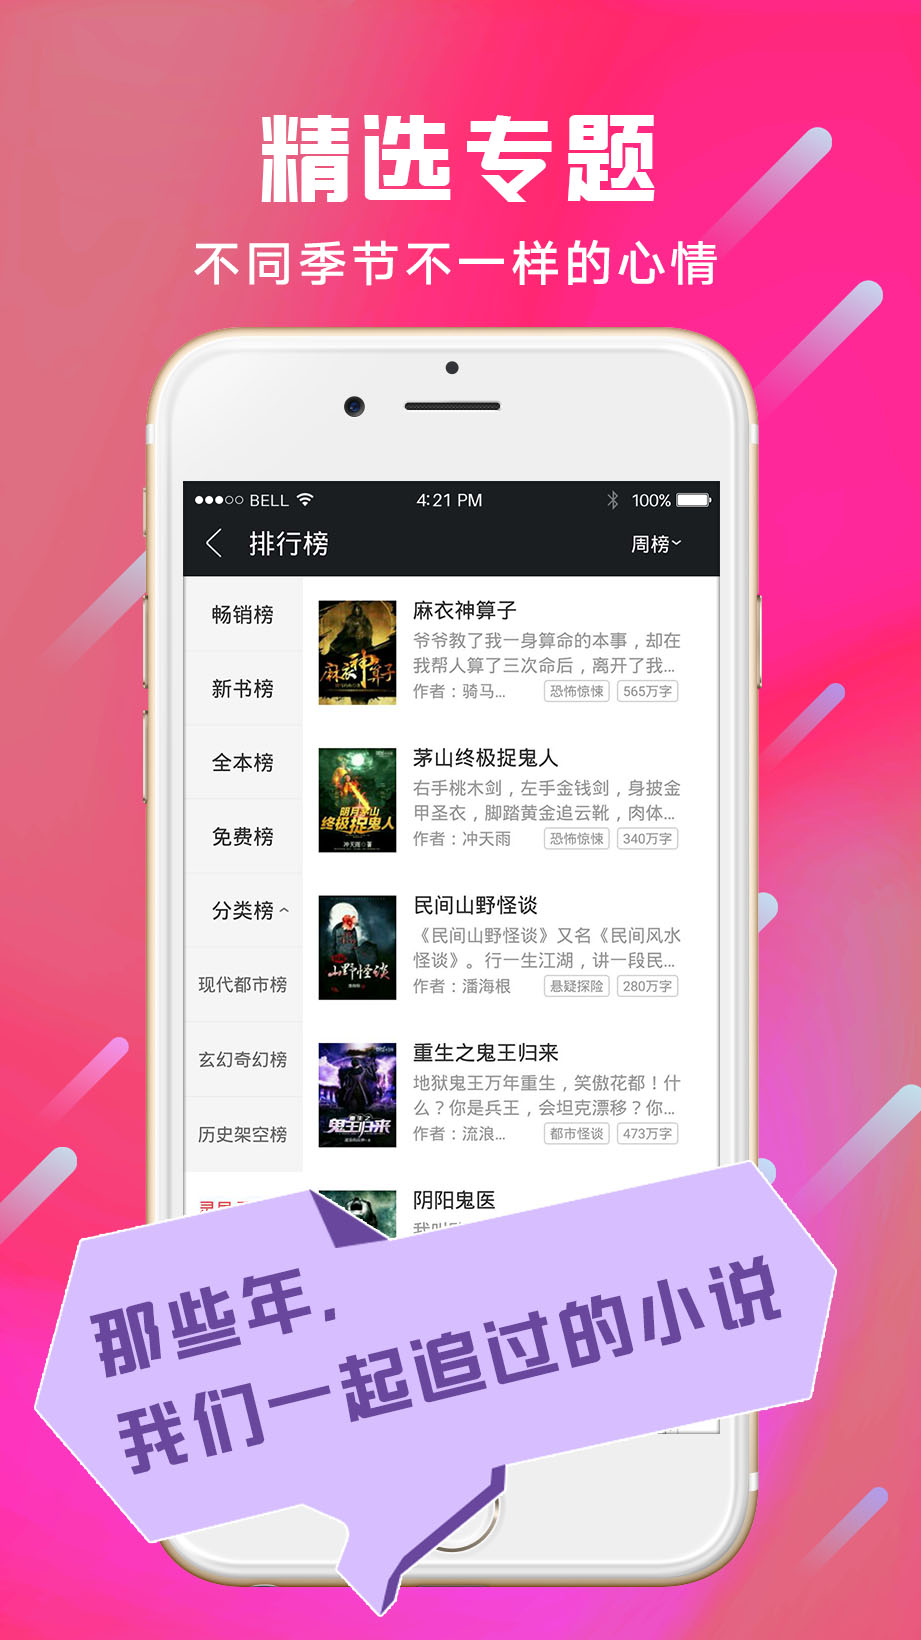 精选专题
不同季节不一样的心情
BELL 4:21 PM 100%
排行榜 周榜
畅销榜
新书榜
全本榜
免费榜
分类榜
现代都市榜
玄幻奇幻榜
历史架空榜
麻衣神算子
爷爷教了我一身算命的本事，却在
我帮人算了三次命后，离开了我...
作者：骑马... 恐怖惊悚 565万字
麻衣神算子
茅山终极捉鬼人
右手桃木剑，左手金钱剑，身披金
甲圣衣，脚踏黄金追云靴，肉体...
作者：冲天雨 恐怖惊悚 340万字
明月茅山
终极捉鬼人
冲天雨◎著
民间山野怪谈
《民间山野怪谈》又名《民间风水
怪谈》。行一生江湖，讲一段民...
作者：潘海根 悬疑探险 280万字
山野怪谈
重生之鬼王归来
地狱鬼王万年重生，笑傲花都！什
么？你是兵王，会坦克漂移？你...
作者：流浪... 都市怪谈 473万字
重生之
鬼王归来
阴阳鬼医
那些年,
我们一起追过的小说